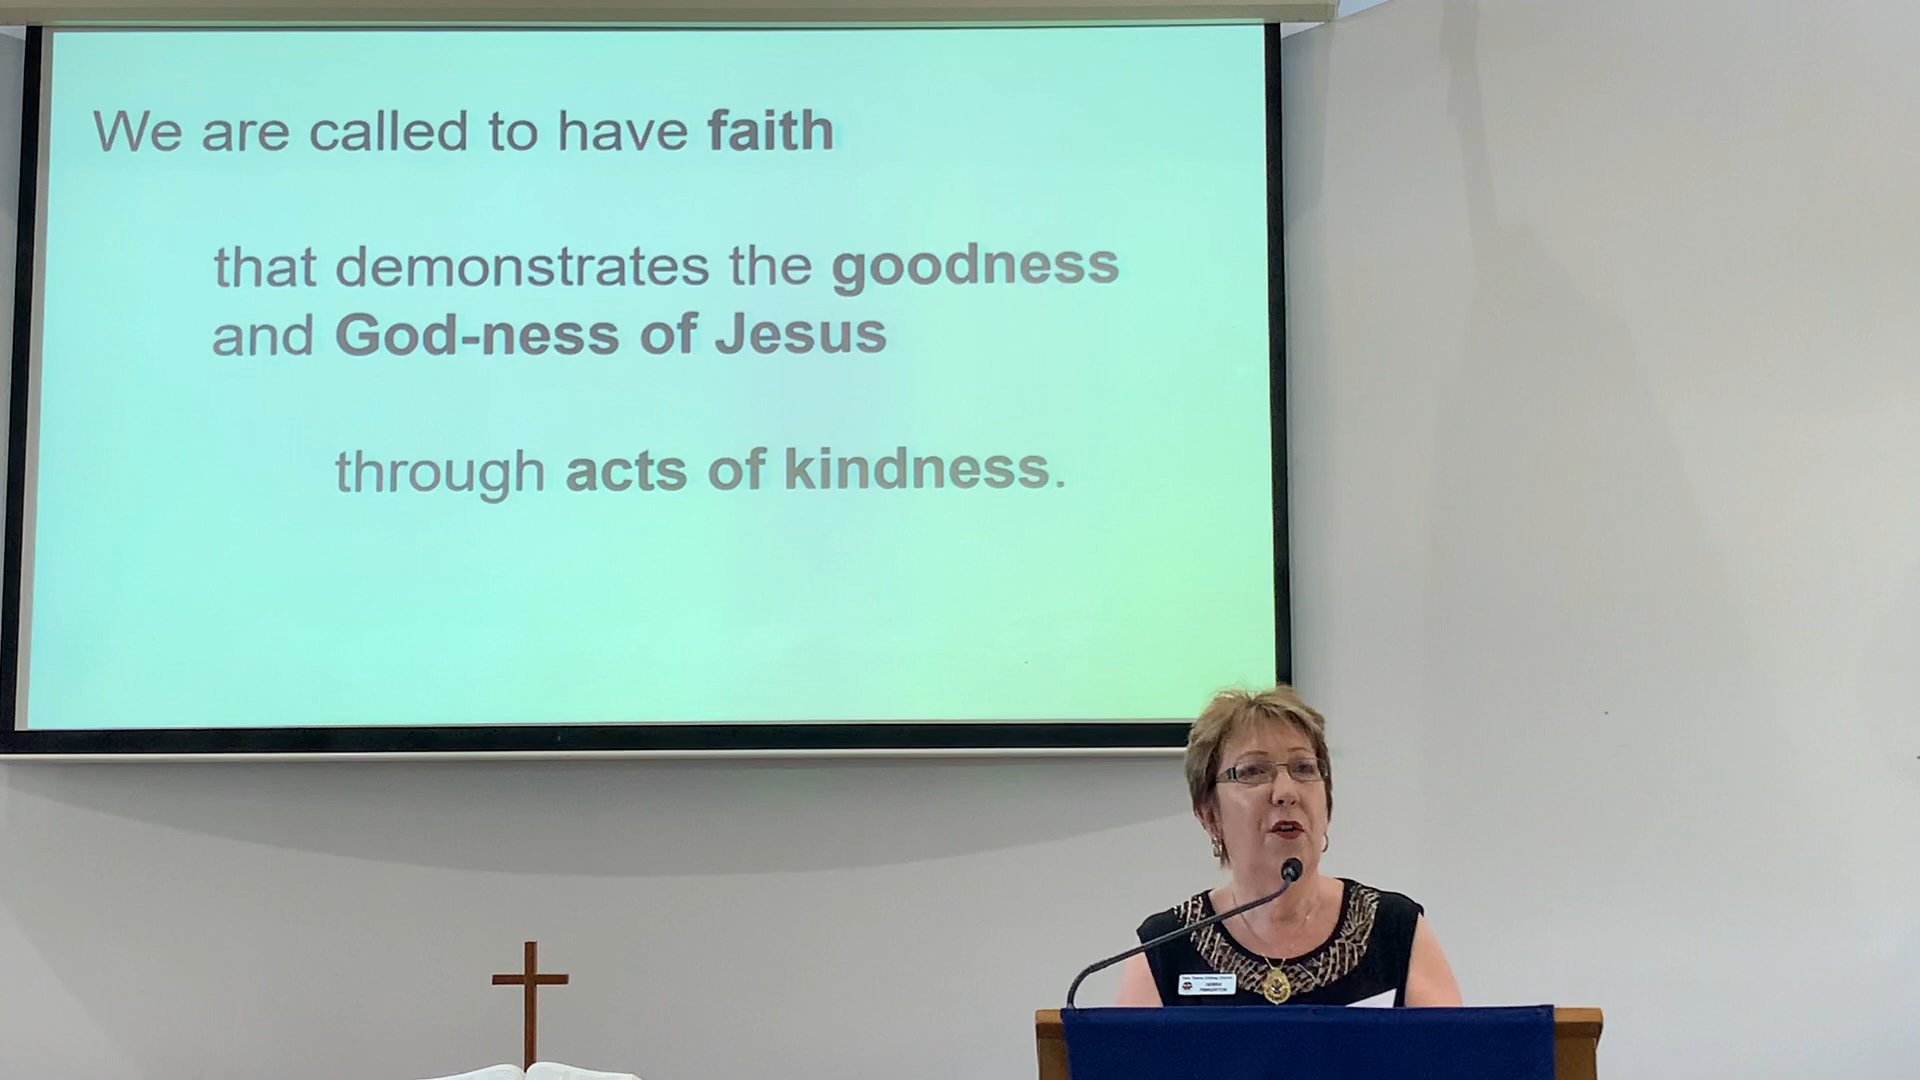 We are called to have faith
that demonstrates the goodness
and God-ness of Jesus
through acts of kindness.